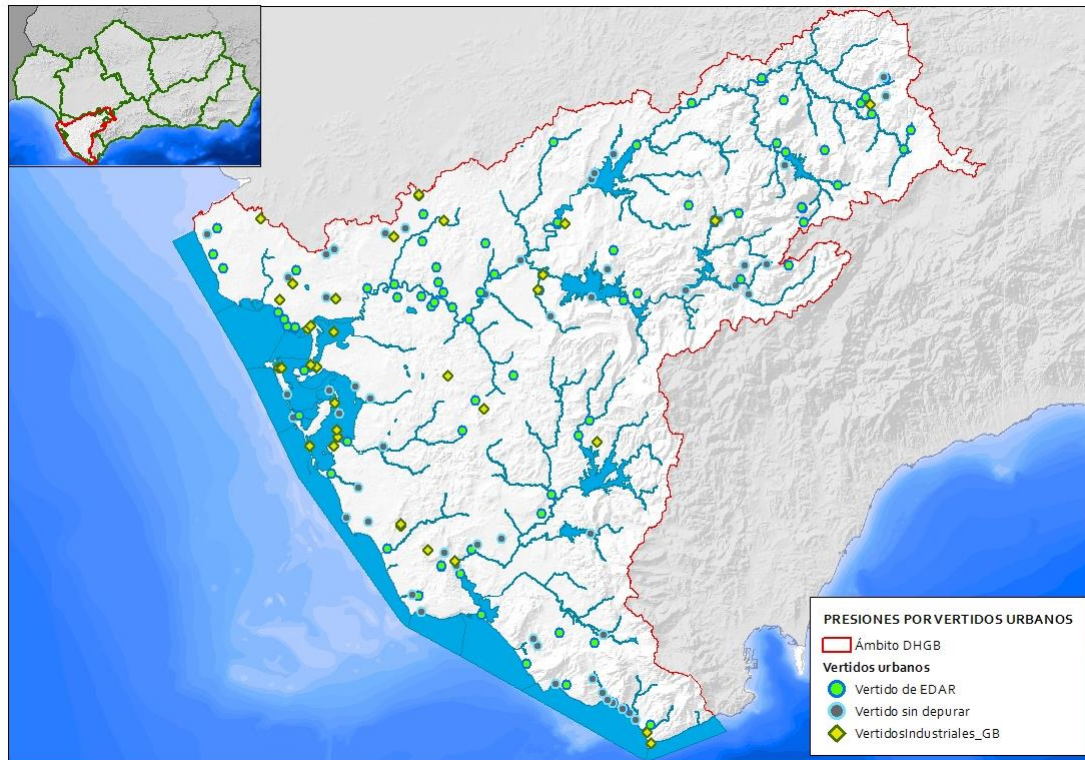 PRESIONES POR VERTIDOS URBANOS
Ámbito DHGB
Vertidos urbanos
Vertido de EDAR
Vertido sin depurar
VertidosIndustriales_GB